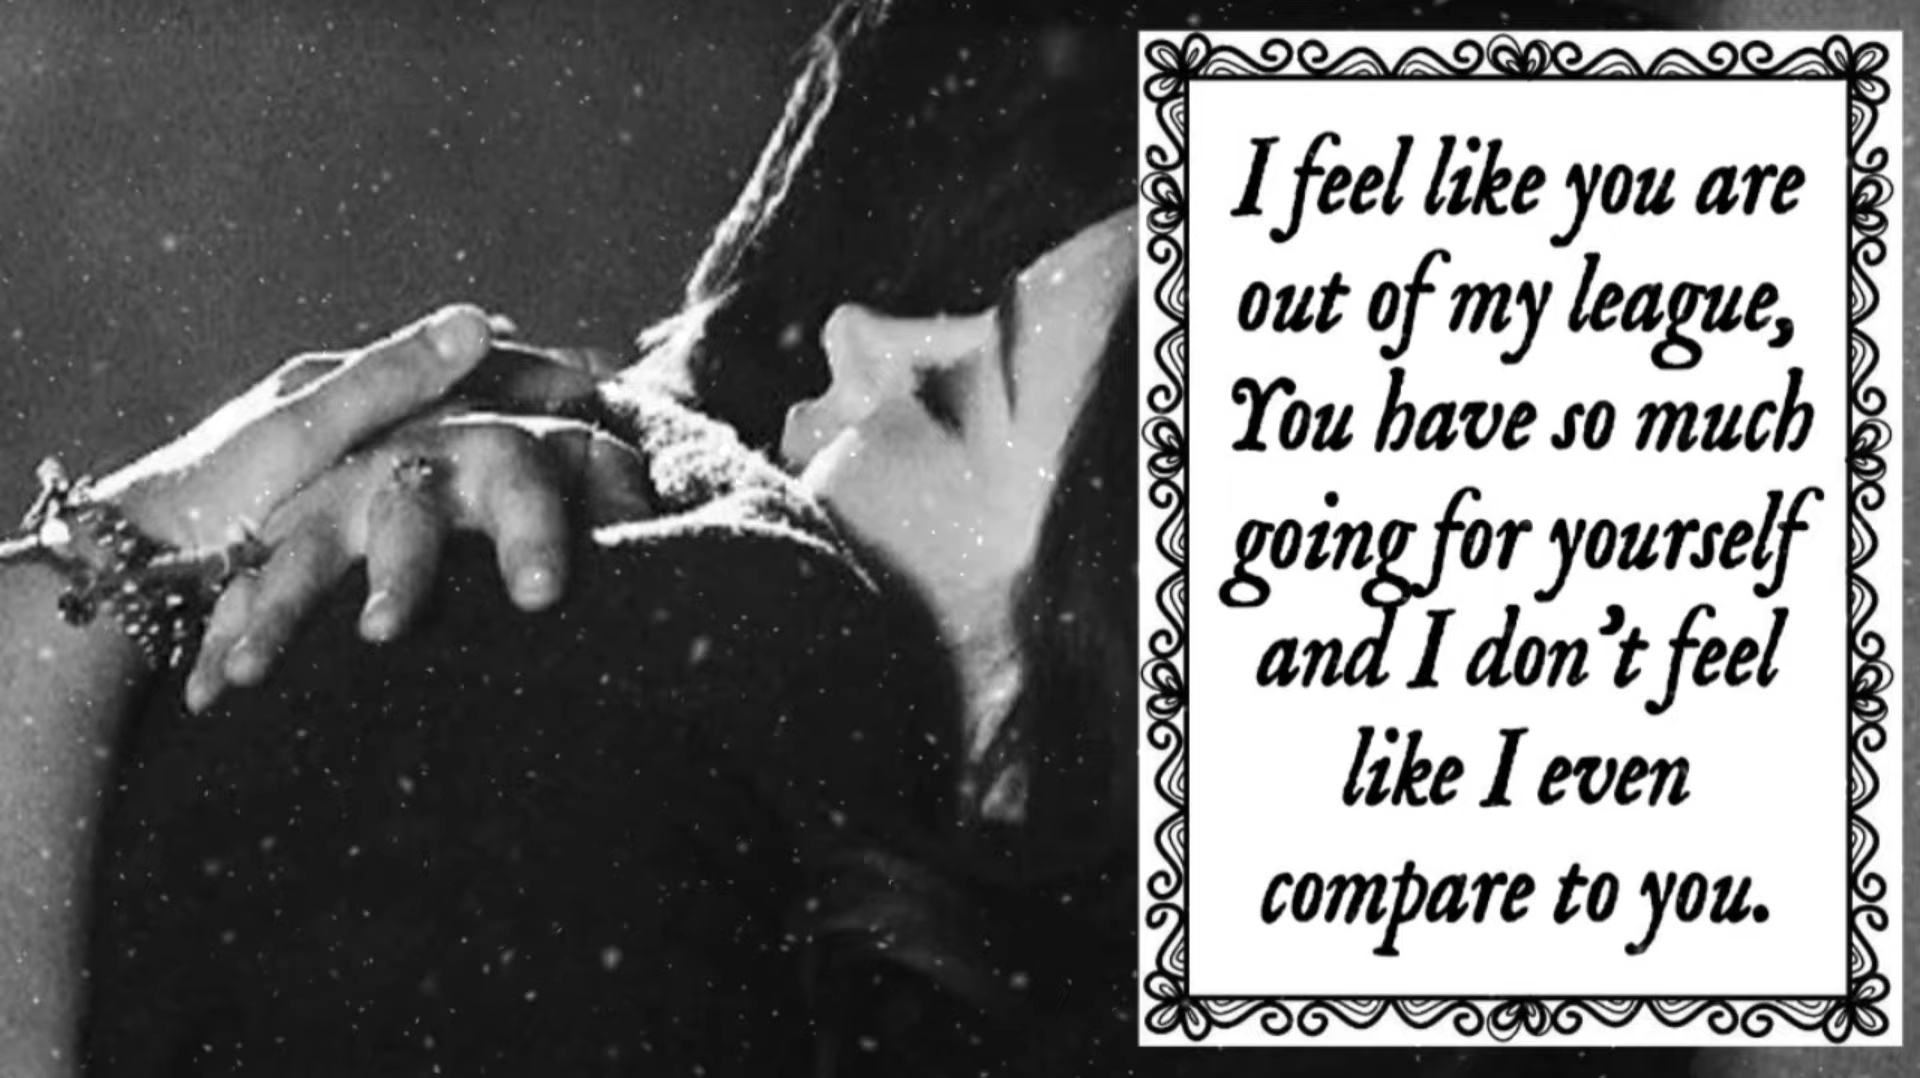 I feel like you are
out of my league,
You have so much
going for yourself
and I don't feel
like I even
compare to you.